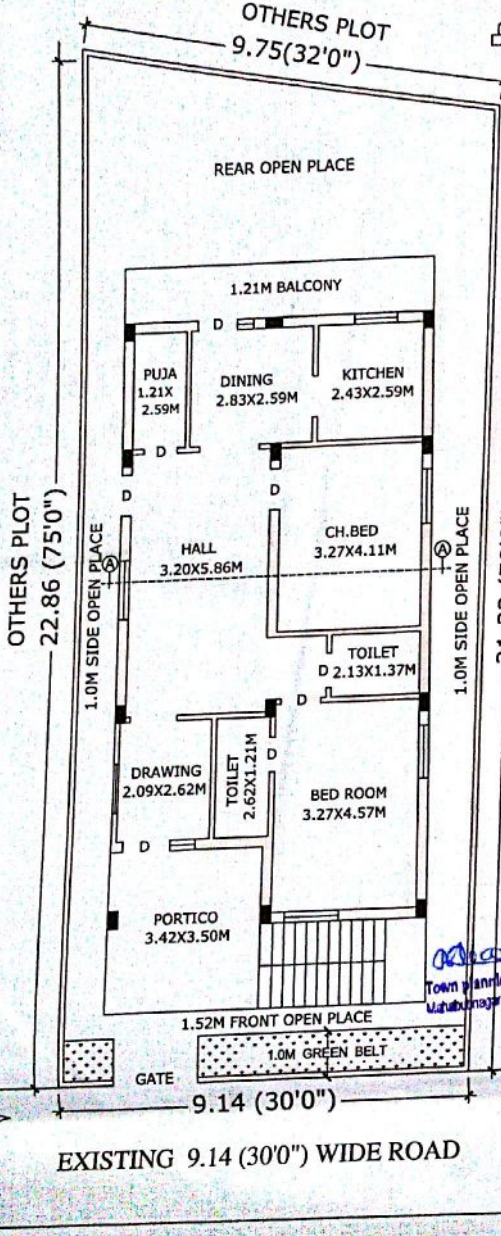 OTHERS PLOT
9.75(32'0")
REAR OPEN PLACE
1.21M BALCONY
D
PUJA
1.21X
2.59M
DINING
2.83X2.59M
KITCHEN
2.43X2.59M
D
D
D
HALL
3.20X5.86M
CH.BED
3.27X4.11M
A
A
OTHERS PLOT
22.86 (75'0")
1.0M SIDE OPEN PLACE
1.0M SIDE OPEN PLACE
TOILET
2.13X1.37M
D
D
DRAWING
2.09X2.62M
TOILET
2.62X1.21M
D
BED ROOM
3.27X4.57M
D
PORTICO
3.42X3.50M
Town
1.52M FRONT OPEN PLACE
1.0M GREEN BELT
GATE
9.14 (30'0")
EXISTING 9.14 (30'0") WIDE ROAD